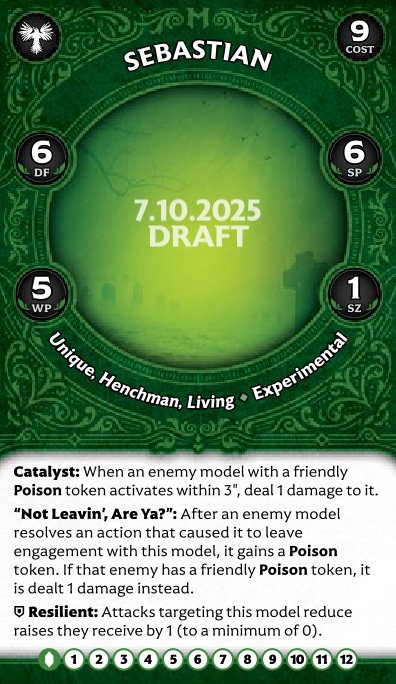 M
SEBASTIAN
9
COST
6
DF
6
SP
7.10.2025
DRAFT
5
WP
1
SZ
Unique, Henchman, Living ◆ Experimental
Catalyst: When an enemy model with a friendly
Poison token activates within 3", deal 1 damage to it.
“Not Leavin’, Are Ya?”: After an enemy model
resolves an action that caused it to leave
engagement with this model, it gains a Poison
token. If that enemy has a friendly Poison token, it
is dealt 1 damage instead.
Resilient: Attacks targeting this model reduce
raises they receive by 1 (to a minimum of 0).
1 2 3 4 5 6 7 8 9 10 11 12